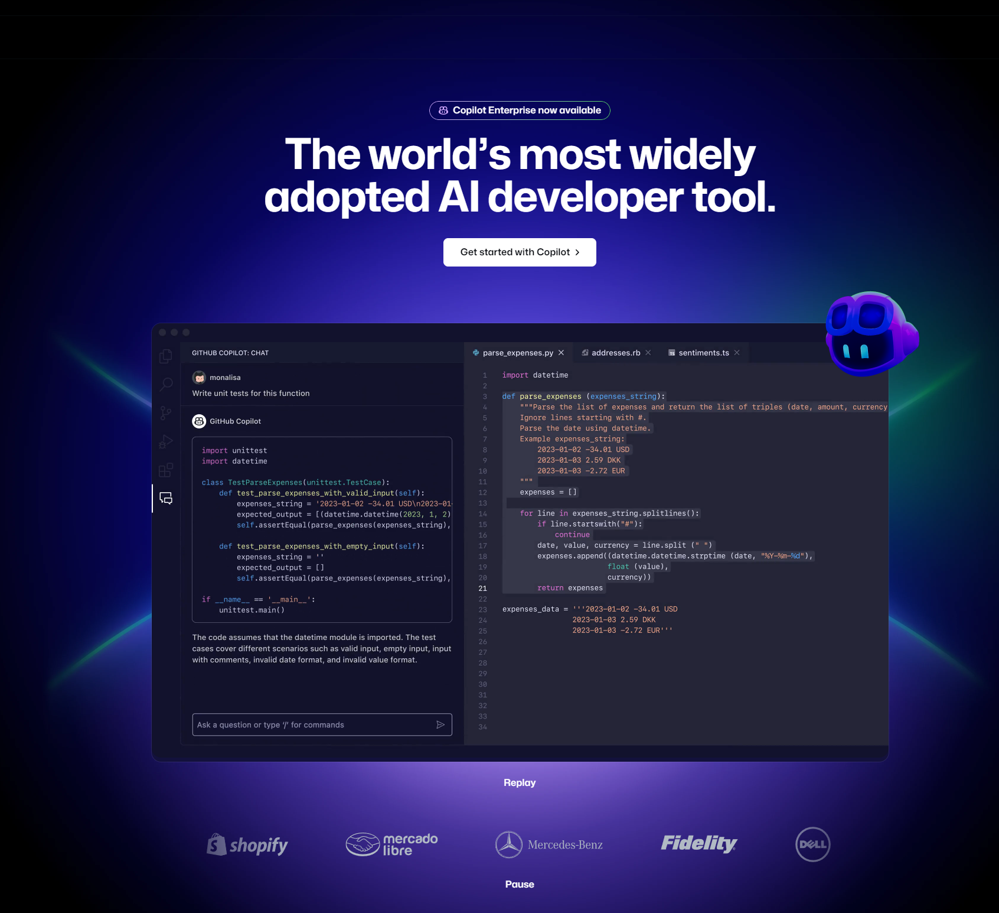 Copilot Enterprise now available
The world’s most widely
adopted AI developer tool.
Get started with Copilot
GITHUB COPILOT: CHAT
monalisa
Write unit tests for this function
GitHub Copilot
import unittest
import datetime
class TestParseExpenses(unittest.TestCase):
def test_parse_expenses_with_valid_input(self):
expenses_string = '2023-01-02 -34.01 USD\n2023-01-
expected_output = [(datetime.datetime(2023, 1, 2)
self.assertEqual(parse_expenses(expenses_string),
def test_parse_expenses_with_empty_input(self):
expenses_string = ''
expected_output = []
self.assertEqual(parse_expenses(expenses_string),
if __name__ == '__main__':
unittest.main()
The code assumes that the datetime module is imported. The test
cases cover different scenarios such as valid input, empty input, input
with comments, invalid date format, and invalid value format.
Ask a question or type ‘/’ for commands
parse_expenses.py
addresses.rb
TS sentiments.ts
1 import datetime
2
3 def parse_expenses (expenses_string):
4 """Parse the list of expenses and return the list of triples (date, amount, currency
5 Ignore lines starting with #.
6 Parse the date using datetime.
7 Example expenses_string:
8 2023-01-02 -34.01 USD
9 2023-01-03 2.59 DKK
10 2023-01-03 -2.72 EUR
11 """
12 expenses = []
13
14 for line in expenses_string.splitlines():
15 if line.startswith("#"):
16 continue
17 date, value, currency = line.split (" ")
18 expenses.append((datetime.datetime.strptime (date, "%Y-%m-%d"),
19 float (value),
20 currency))
21 return expenses
22
23 expenses_data = '''2023-01-02 -34.01 USD
24 2023-01-03 2.59 DKK
25 2023-01-03 -2.72 EUR'''
26
27
28
29
30
31
32
33
34
Replay
shopify
mercado
libre
Mercedes-Benz
Fidelity
DELL
Pause